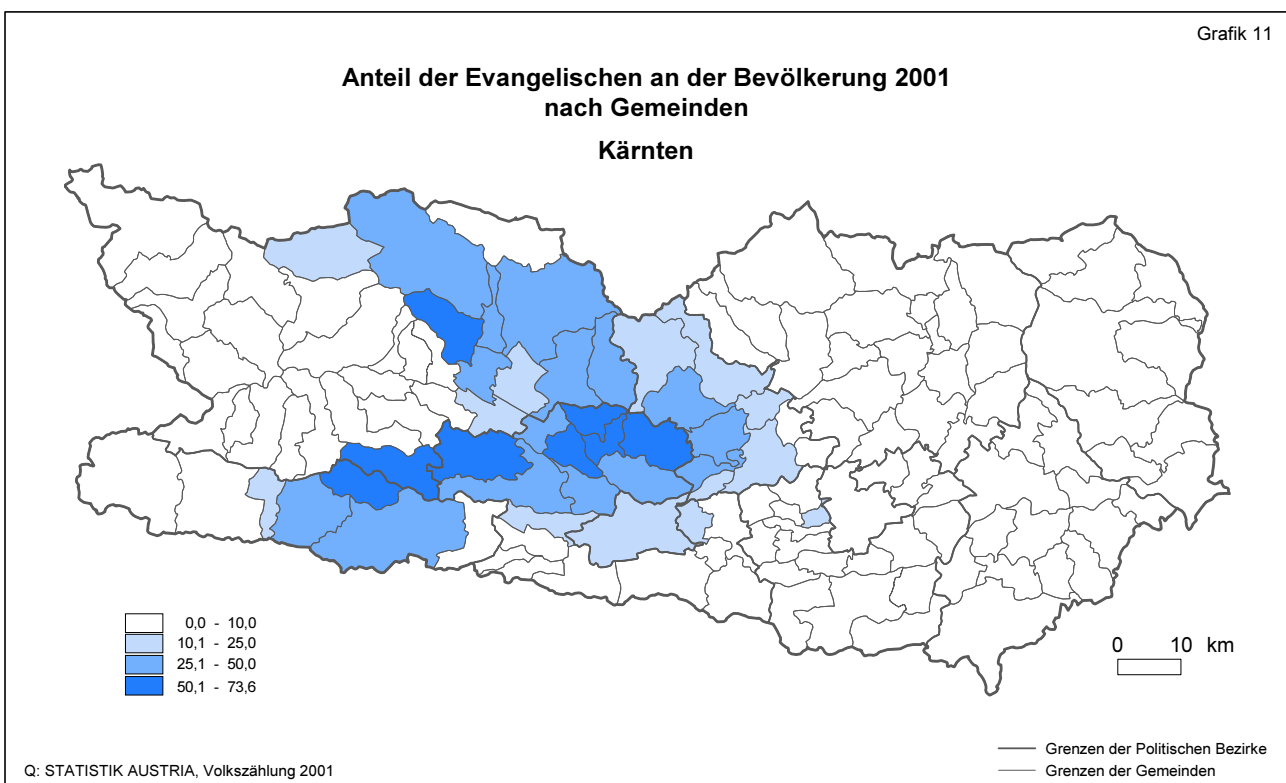 Grafik 11
Anteil der Evangelischen an der Bevölkerung 2001
nach Gemeinden
Kärnten
0,0 - 10,0
10,1 - 25,0
25,1 - 50,0
50,1 - 73,6
0 10 km
Grenzen der Politischen Bezirke
Grenzen der Gemeinden
Q: STATISTIK AUSTRIA, Volkszählung 2001